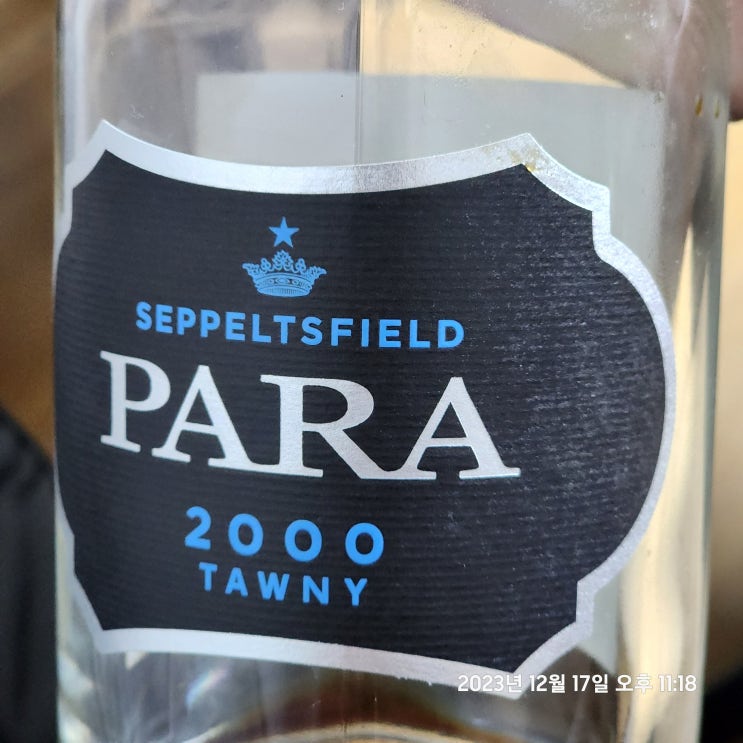 SEPPELTSFIELD
PARA
2000
TAWNY
2023년 12월 17일 오후 11:18